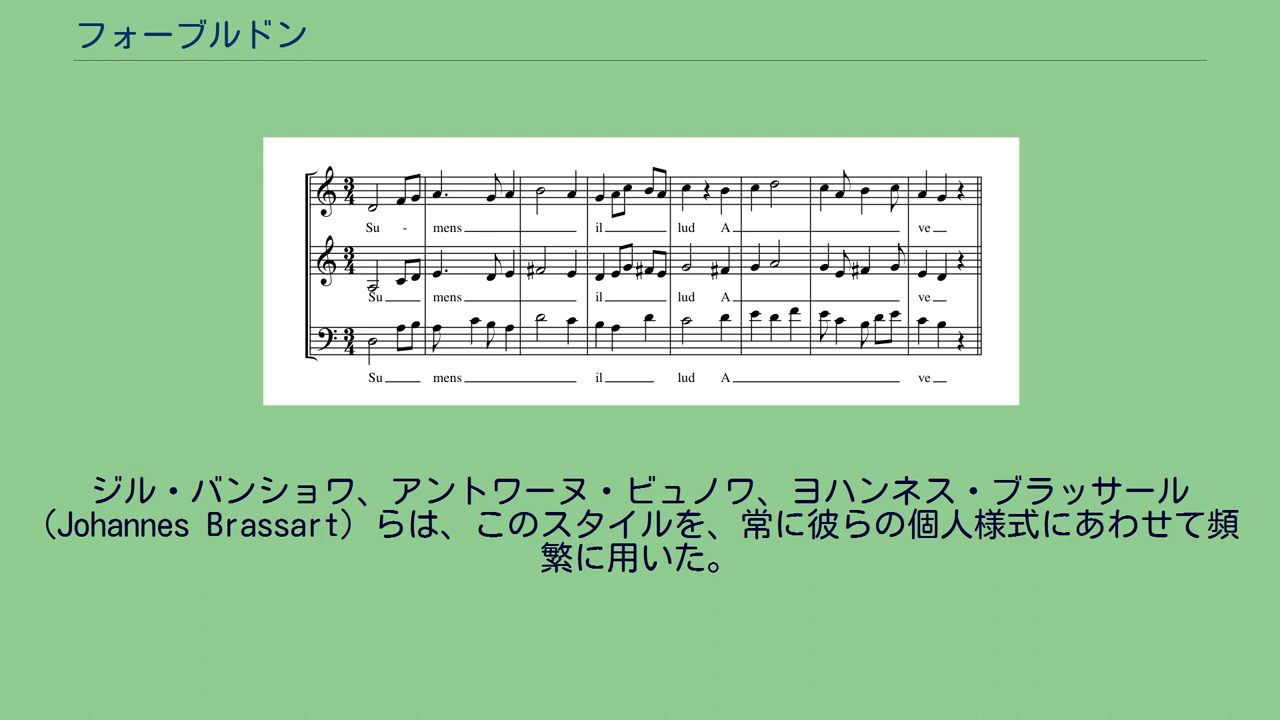 フォーブルドン
Su - mens il lud A ve
Su mens il lud A ve
Su mens il lud A ve
ジル・バンショワ、アントワーヌ・ビュノワ、ヨハンネス・ブラッサール
（Johannes Brassart）らは、このスタイルを、常に彼らの個人様式にあわせて頻
繁に用いた。